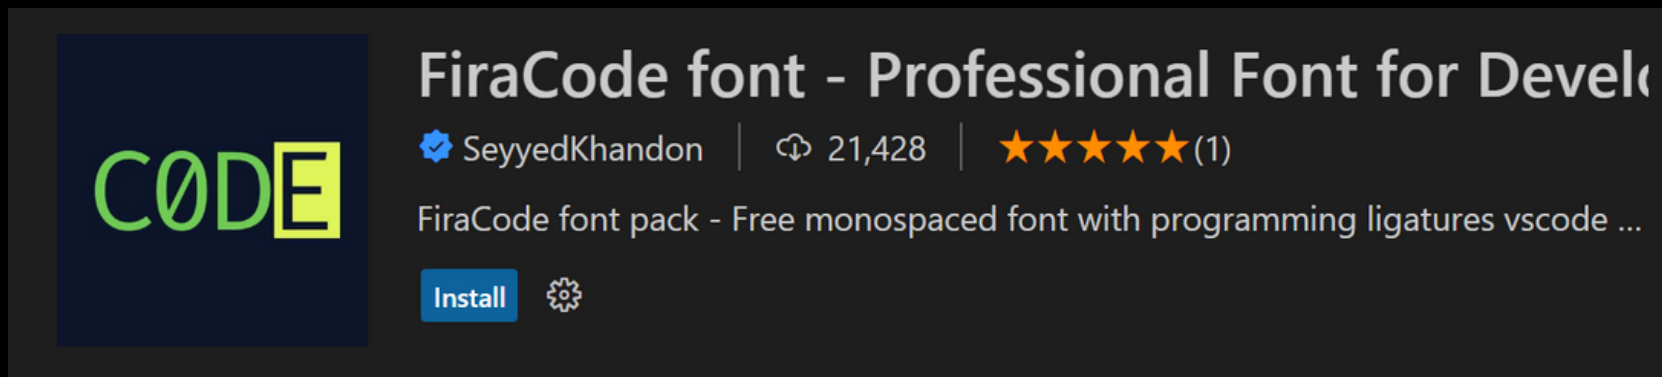 C0DE
FiraCode font - Professional Font for
SeyyedKhandon 21,428 (1)
FiraCode font pack - Free monospaced font with programming ligatures vscode ...
Install